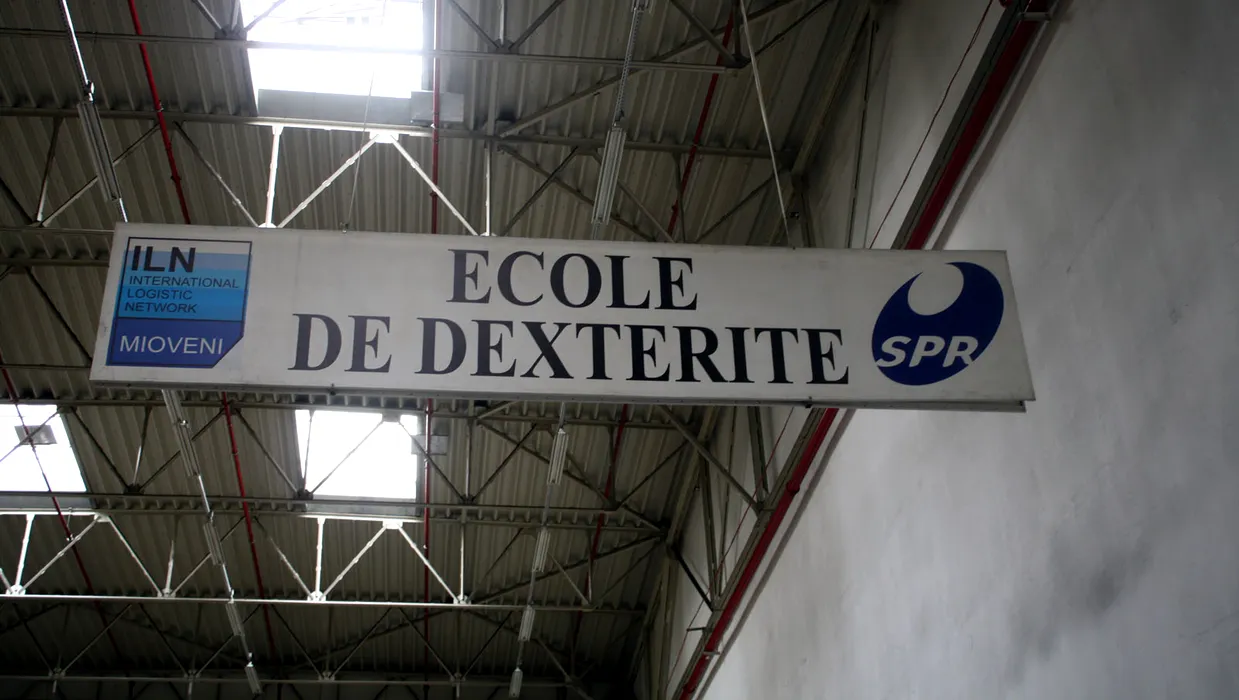 ILN
INTERNATIONAL
LOGISTIC
NETWORK
MIOVENI
ECOLE
DE DEXTERITE
SPR